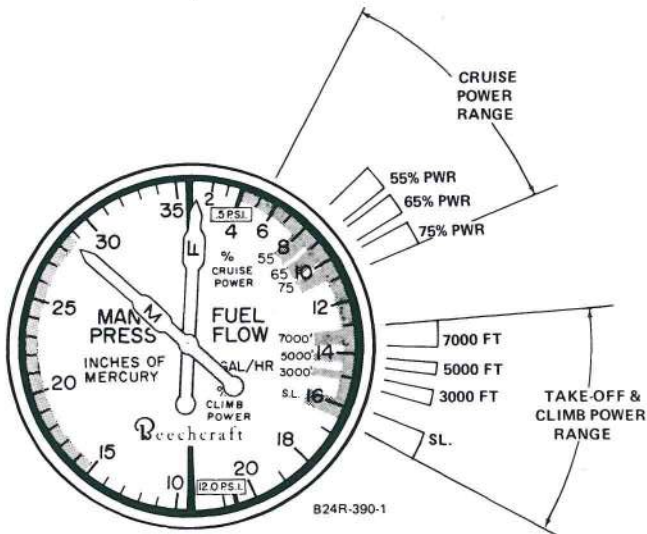 CRUISE
POWER
RANGE
55% PWR
65% PWR
75% PWR
35
2
.5 P.S.I.
4
6
8
10
12
14
16
18
20
30
25
20
15
10
F
M
%
CRUISE
POWER
55
65
75
MAN
PRESS
INCHES OF
MERCURY
FUEL
FLOW
GAL/HR
7000'
5000'
3000'
S.L.
%
CLIMB
POWER
Beechcraft
12.0 P.S.I.
7000 FT
5000 FT
3000 FT
SL.
TAKE-OFF &
CLIMB POWER
RANGE
B24R-390-1